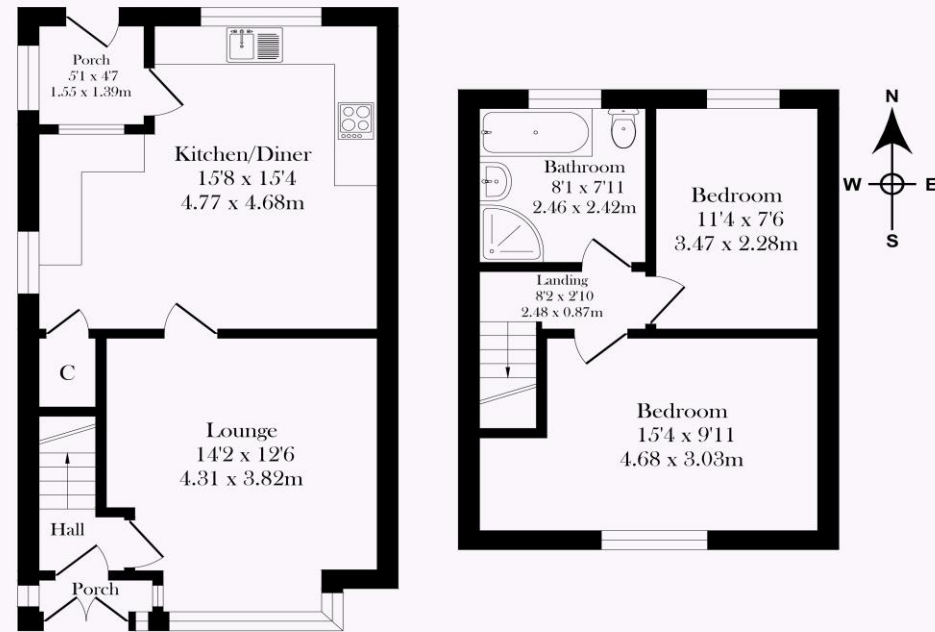 Porch
5'1 x 4'7
1.55 x 1.39m
Kitchen/Diner
15'8 x 15'4
4.77 x 4.68m
C
Lounge
14'2 x 12'6
4.31 x 3.82m
Hall
Porch
Bathroom
8'1 x 7'11
2.46 x 2.42m
Bedroom
11'4 x 7'6
3.47 x 2.28m
Landing
8'2 x 2'10
2.48 x 0.87m
Bedroom
15'4 x 9'11
4.68 x 3.03m
N
W E
S